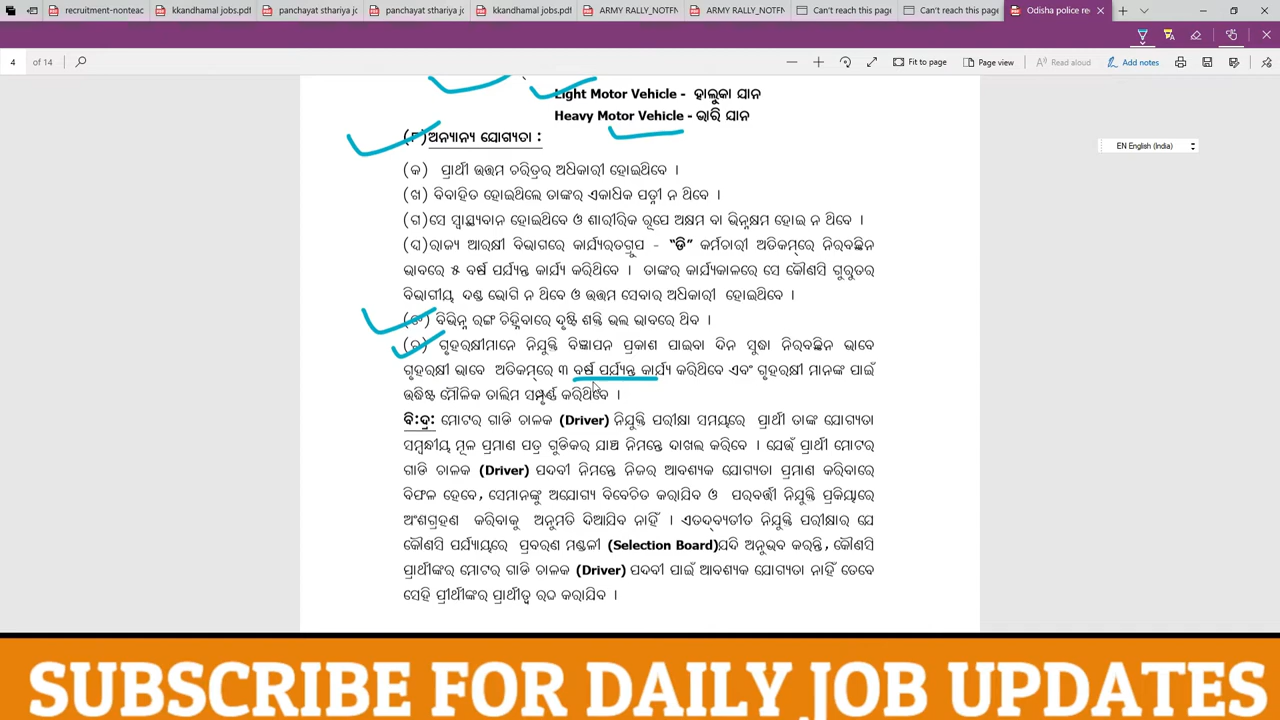 recruitment-nonteac
kkandhamal jobs.pdf
panchayat sthariya jo
panchayat sthariya jo
kkandhamal jobs.pdf
ARMY RALLY_NOTFN
ARMY RALLY_NOTFN
Can't reach this page
Can't reach this page
Odisha police re
4 of 14
Fit to page
Page view
Read aloud
Add notes
EN English (India)
Light Motor Vehicle - ହାଲୁକା ଯାନ
Heavy Motor Vehicle - ଭାରି ଯାନ
ଅନ୍ୟାନ୍ୟ ଯୋଗ୍ୟତା :
(କ) ପ୍ରାର୍ଥୀ ଉତ୍ତମ ଚରିତ୍ରର ଅଧିକାରୀ ହୋଇଥିବେ ।
(ଖ) ବିବାହିତ ହୋଇଥିଲେ ତାଙ୍କର ଏକାଧିକ ପତ୍ନୀ ନ ଥିବେ ।
(ଗ) ସେ ସ୍ୱାସ୍ଥ୍ୟବାନ ହୋଇଥିବେ ଓ ଶାରୀରିକ ରୂପେ ଅକ୍ଷମ ବା ଭିନ୍ନକ୍ଷମ ହୋଇ ନ ଥିବେ ।
(ଘ) ରାଜ୍ୟ ଆରକ୍ଷୀ ବିଭାଗରେ କାର୍ଯ୍ୟରତଗ୍ରୁପ - “ଡି” କର୍ମଚାରୀ ଅତିକମ୍‌ରେ ନିରବଚ୍ଛିନ
ଭାବରେ ୫ ବର୍ଷ ପର୍ଯ୍ୟନ୍ତ କାର୍ଯ୍ୟ କରିଥିବେ । ତାଙ୍କର କାର୍ଯ୍ୟକାଳରେ ସେ କୌଣସି ଗୁରୁତର
ବିଭାଗୀୟ ଦଣ୍ଡ ଭୋଗି ନ ଥିବେ ଓ ଉତ୍ତମ ସେବାର ଅଧିକାରୀ ହୋଇଥିବେ ।
(ଙ) ବିଭିନ୍ନ ରଙ୍ଗ ଚିହ୍ନିବାରେ ଦୃଷ୍ଟି ଶକ୍ତି ଭଲ ଭାବରେ ଥିବ ।
(ଚ) ଗୃହରକ୍ଷୀମାନେ ନିଯୁକ୍ତି ବିଜ୍ଞାପନ ପ୍ରକାଶ ପାଇବା ଦିନ ସୁଦ୍ଧା ନିରବଚ୍ଛିନ ଭାବେ
ଗୃହରକ୍ଷୀ ଭାବେ ଅତିକମ୍‌ରେ ୩ ବର୍ଷ ପର୍ଯ୍ୟନ୍ତ କାର୍ଯ୍ୟ କରିଥିବେ ଏବଂ ଗୃହରକ୍ଷୀ ମାନଙ୍କ ପାଇଁ
ଉଦ୍ଧିଷ୍ଟ ମୌଳିକ ତାଲିମ ସମ୍ପୂର୍ଣ୍ଣ କରିଥିବେ ।
ବି:ଦ୍ର: ମୋଟର ଗାଡି ଚାଳକ (Driver) ନିଯୁକ୍ତି ପରୀକ୍ଷା ସମୟରେ ପ୍ରାର୍ଥୀ ତାଙ୍କ ଯୋଗ୍ୟତା
ସମ୍ବନ୍ଧୀୟ ମୂଳ ପ୍ରମାଣ ପତ୍ର ଗୁଡିକର ଯାଞ୍ଚ ନିମନ୍ତେ ଦାଖଲ କରିବେ । ଯେଉଁ ପ୍ରାର୍ଥୀ ମୋଟର
ଗାଡି ଚାଳକ (Driver) ପଦବୀ ନିମନ୍ତେ ନିଜର ଆବଶ୍ୟକ ଯୋଗ୍ୟତା ପ୍ରମାଣ କରିବାରେ
ବିଫଳ ହେବେ, ସେମାନଙ୍କୁ ଅଯୋଗ୍ୟ ବିବେଚିତ କରାଯିବ ଓ ପରବର୍ତ୍ତୀ ନିଯୁକ୍ତି ପ୍ରକିୟାରେ
ଅଂଶଗ୍ରହଣ କରିବାକୁ ଅନୁମତି ଦିଆଯିବ ନାହିଁ । ଏତଦ୍‌ବ୍ୟତୀତ ନିଯୁକ୍ତି ପରୀକ୍ଷାର ଯେ
କୌଣସି ପର୍ଯ୍ୟାୟରେ ପ୍ରବରଣ ମଣ୍ଡଳୀ (Selection Board)ଯଦି ଅନୁଭବ କରନ୍ତି, କୌଣସି
ପ୍ରାର୍ଥୀଙ୍କର ମୋଟର ଗାଡି ଚାଳକ (Driver) ପଦବୀ ପାଇଁ ଆବଶ୍ୟକ ଯୋଗ୍ୟତା ନାହିଁ ତେବେ
ସେହି ପ୍ରୀର୍ଥୀଙ୍କର ପ୍ରାର୍ଥୀତ୍ୱ ରଦ୍ଦ କରାଯିବ ।
SUBSCRIBE FOR DAILY JOB UPDATES